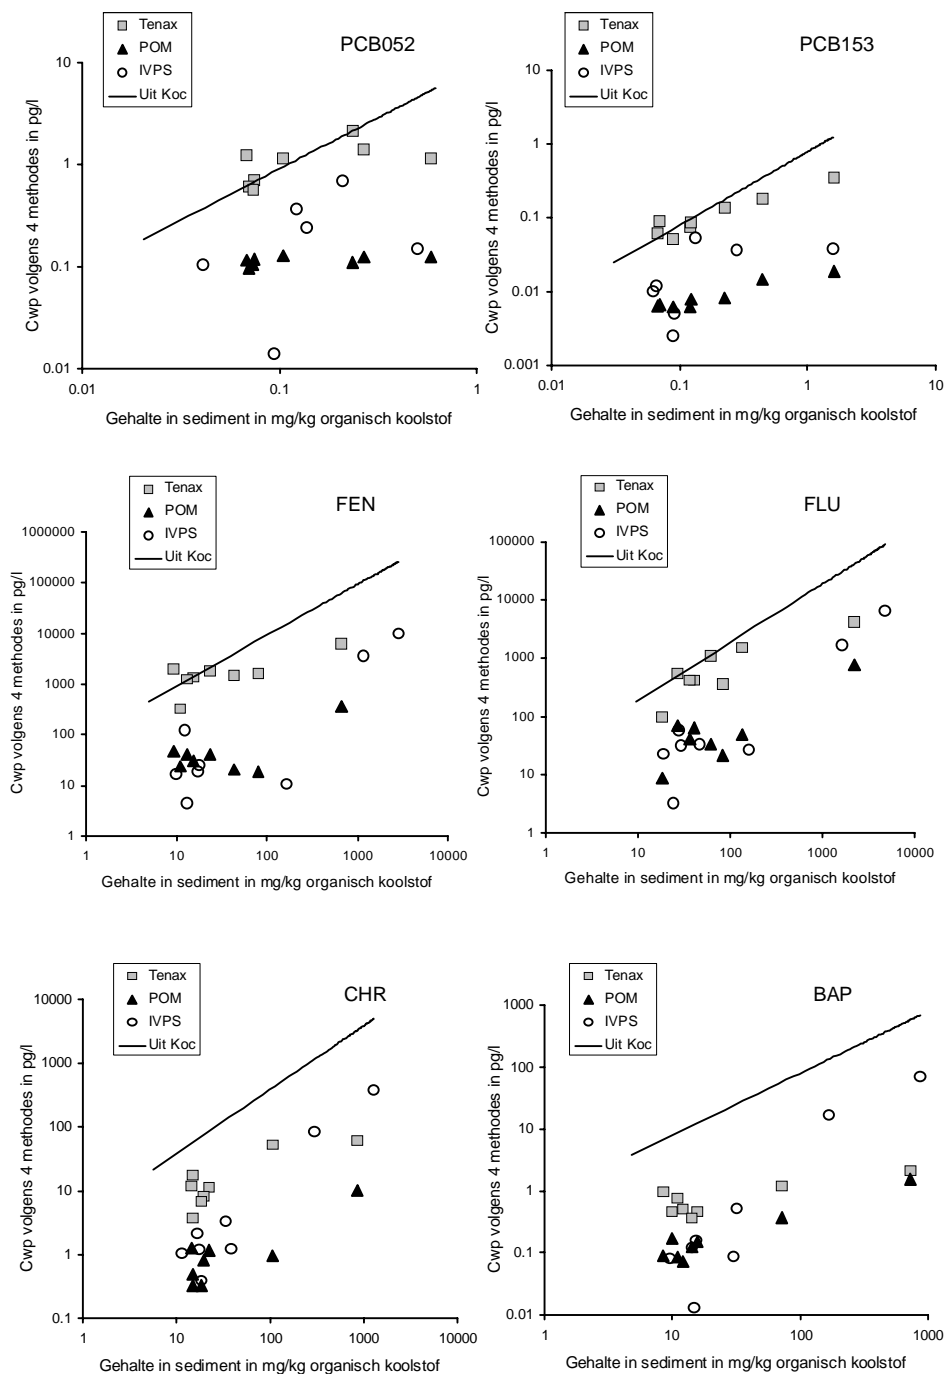 Tenax
POM
IVPS
Uit Koc
PCB052
Cwp volgens 4 methodes in pg/l
10
1
0.1
0.01
0.01
0.1
1
Gehalte in sediment in mg/kg organisch koolstof
Tenax
POM
IVPS
Uit Koc
PCB153
Cwp volgens 4 methodes in pg/l
10
1
0.1
0.01
0.001
0.01
0.1
1
10
Gehalte in sediment in mg/kg organisch koolstof
Tenax
POM
IVPS
Uit Koc
FEN
Cwp volgens 4 methodes in pg/l
1000000
100000
10000
1000
100
10
1
1
10
100
1000
10000
Gehalte in sediment in mg/kg organisch koolstof
Tenax
POM
IVPS
Uit Koc
FLU
Cwp volgens 4 methodes in pg/l
100000
10000
1000
100
10
1
1
10
100
1000
10000
Gehalte in sediment in mg/kg organisch koolstof
Tenax
POM
IVPS
Uit Koc
CHR
Cwp volgens 4 methodes in pg/l
10000
1000
100
10
1
0.1
1
10
100
1000
10000
Gehalte in sediment in mg/kg organisch koolstof
Tenax
POM
IVPS
Uit Koc
BAP
Cwp volgens 4 methodes in pg/l
1000
100
10
1
0.1
0.01
1
10
100
1000
Gehalte in sediment in mg/kg organisch koolstof